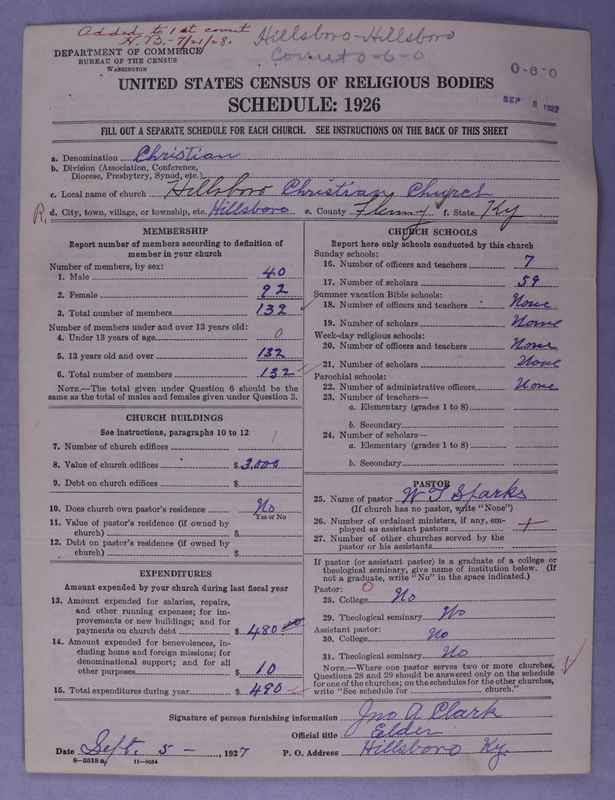 Added to 1st count
H.B. - 7/21/28.
Hillsboro - Hillsboro
0-6-0
0-6-0
DEPARTMENT OF COMMERCE
BUREAU OF THE CENSUS
WASHINGTON
SEP 8 1927
UNITED STATES CENSUS OF RELIGIOUS BODIES
SCHEDULE: 1926
FILL OUT A SEPARATE SCHEDULE FOR EACH CHURCH. SEE INSTRUCTIONS ON THE BACK OF THIS SHEET
a. Denomination Christian
b. Division (Association, Conference,
Diocese, Presbytery, Synod, etc.)
c. Local name of church Hillsboro Christian Church
R. d. City, town, village, or township, etc. Hillsboro e. County Fleming f. State Ky
MEMBERSHIP
Report number of members according to definition of
member in your church
Number of members, by sex:
1. Male 40
2. Female 92
3. Total number of members 132
Number of members under and over 13 years old:
4. Under 13 years of age 0
5. 13 years old and over 132
6. Total number of members 132
NOTE.—The total given under Question 6 should be the
same as the total of males and females given under Question 3.
CHURCH BUILDINGS
See instructions, paragraphs 10 to 12
7. Number of church edifices 1
8. Value of church edifices $ 3.000
9. Debt on church edifices $
10. Does church own pastor's residence No
Yes or No
11. Value of pastor's residence (if owned by
church) $
12. Debt on pastor's residence (if owned by
church) $
EXPENDITURES
Amount expended by your church during last fiscal year
13. Amount expended for salaries, repairs,
and other running expenses; for im-
provements or new buildings; and for
payments on church debt $ 480.00
14. Amount expended for benevolences, in-
cluding home and foreign missions; for
denominational support; and for all
other purposes $ 10
15. Total expenditures during year $ 490
CHURCH SCHOOLS
Report here only schools conducted by this church
Sunday schools:
16. Number of officers and teachers 7
17. Number of scholars 59
Summer vacation Bible schools:
18. Number of officers and teachers None
19. Number of scholars None
Week-day religious schools:
20. Number of officers and teachers None
21. Number of scholars None
Parochial schools:
22. Number of administrative officers None
23. Number of teachers—
a. Elementary (grades 1 to 8)
b. Secondary
24. Number of scholars—
a. Elementary (grades 1 to 8)
b. Secondary
PASTOR
25. Name of pastor W T Sparks
(If church has no pastor, write "None")
26. Number of ordained ministers, if any, em-
ployed as assistant pastors
27. Number of other churches served by the
pastor or his assistants
If pastor (or assistant pastor) is a graduate of a college or
theological seminary, give name of institution below. (If
not a graduate, write "No" in the space indicated.)
Pastor: 0
28. College No
29. Theological seminary No
Assistant pastor:
30. College No
31. Theological seminary No
NOTE.—Where one pastor serves two or more churches,
Questions 28 and 29 should be answered only on the schedule
for one of the churches; on the schedules for the other churches,
write "See schedule for church."
Signature of person furnishing information Jno A Clark
Official title Elder
Date Sept. 5 - , 1927 P. O. Address Hillsboro Ky.
8—5518 a 11—9054